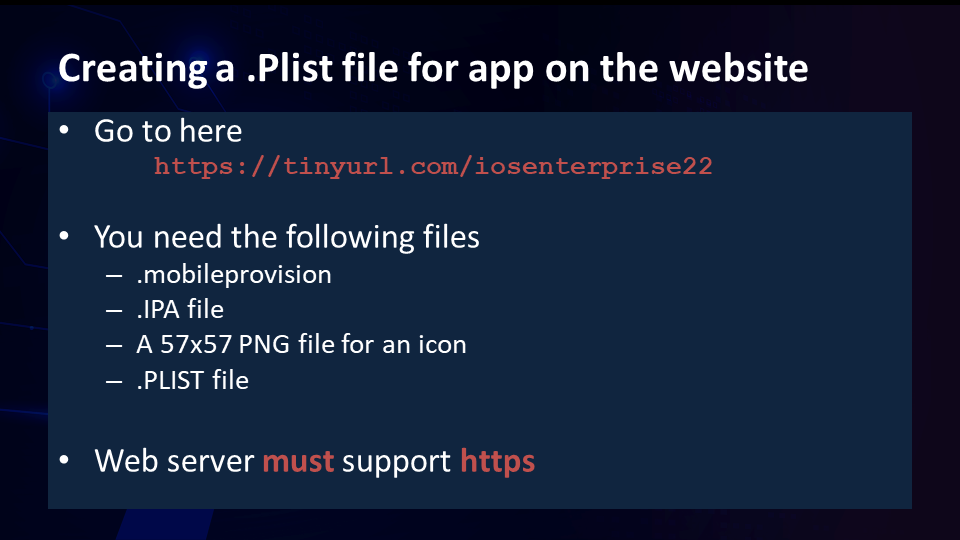 Creating a .Plist file for app on the website
• Go to here
https://tinyurl.com/iosenterprise22
• You need the following files
– .mobileprovision
– .IPA file
– A 57x57 PNG file for an icon
– .PLIST file
• Web server must support https